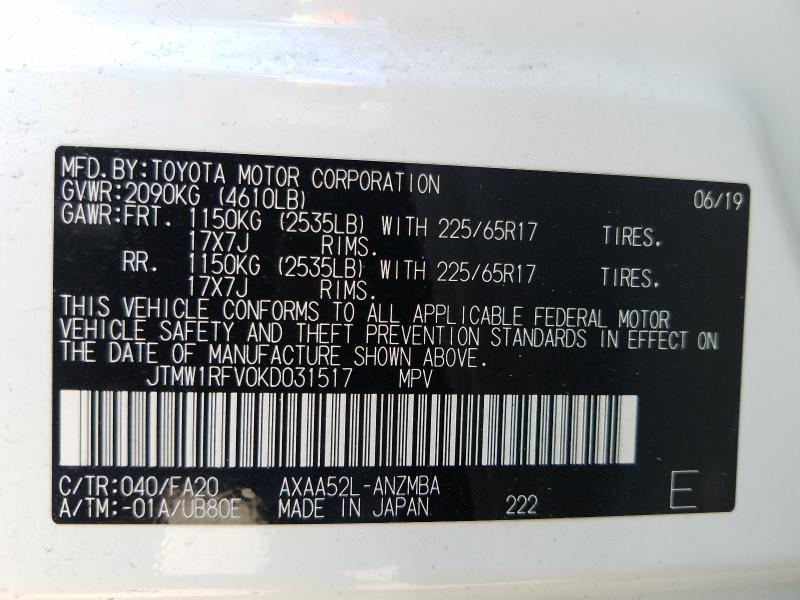 MFD.BY:TOYOTA MOTOR CORPORATION 06/19
GVWR:2090KG (4610LB)
GAWR:FRT. 1150KG (2535LB) WITH 225/65R17 TIRES.
17X7J RIMS.
RR. 1150KG (2535LB) WITH 225/65R17 TIRES.
17X7J RIMS.
THIS VEHICLE CONFORMS TO ALL APPLICABLE FEDERAL MOTOR
VEHICLE SAFETY AND THEFT PREVENTION STANDARDS IN EFFECT ON
THE DATE OF MANUFACTURE SHOWN ABOVE.
JTMW1RFV0KD031517 MPV
C/TR:040/FA20 AXAA52L-ANZMBA E
A/TM:-01A/UB80E MADE IN JAPAN 222